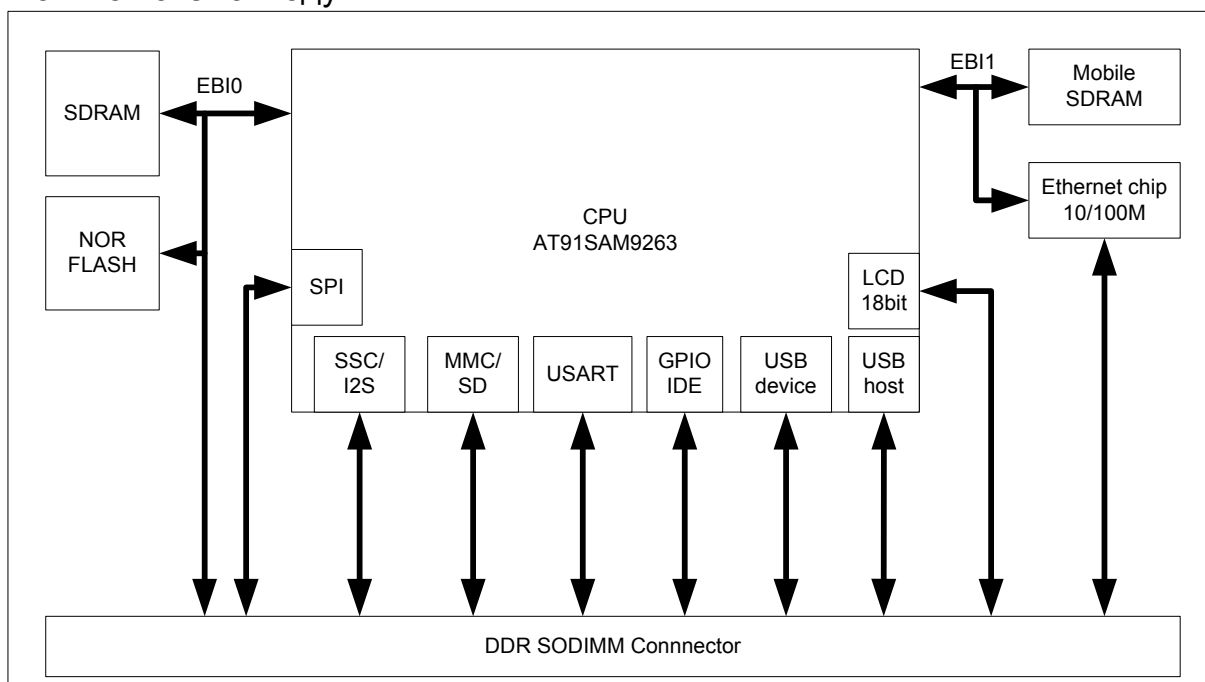 EBI0
EBI1
SDRAM
Mobile
SDRAM
NOR
FLASH
CPU
AT91SAM9263
Ethernet chip
10/100M
SPI
LCD
18bit
SSC/
I2S
MMC/
SD
USART
GPIO
IDE
USB
device
USB
host
DDR SODIMM Connnector